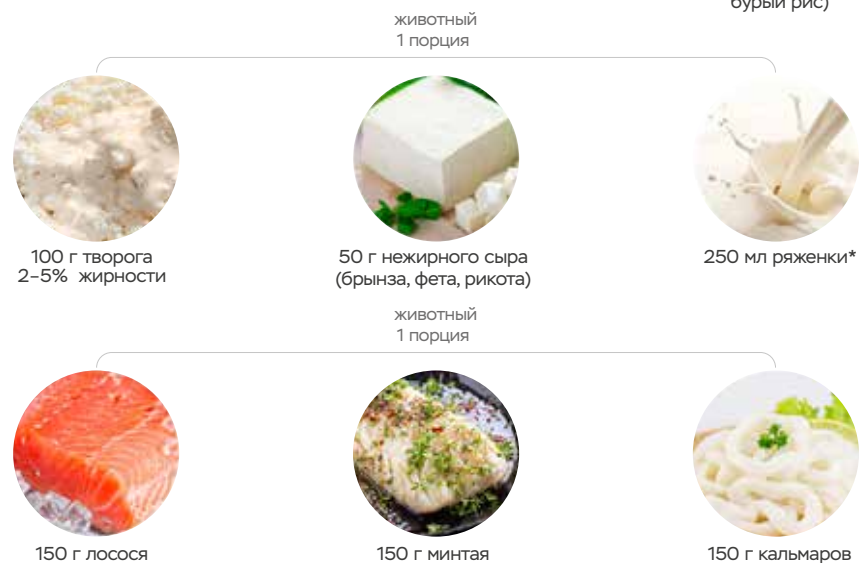 бурый рис)
животный
1 порция
100 г творога
2–5% жирности
50 г нежирного сыра
(брынза, фета, рикота)
250 мл ряженки*
животный
1 порция
150 г лосося
150 г минтая
150 г кальмаров